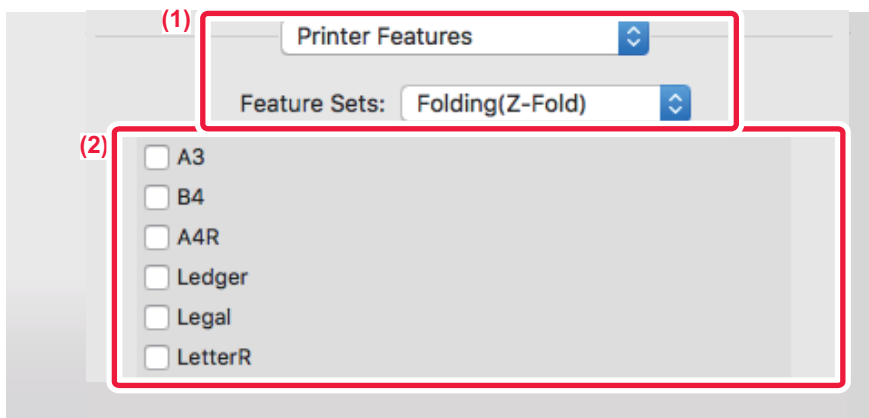 (1)
Printer Features
Feature Sets: Folding(Z-Fold)
(2)
A3
B4
A4R
Ledger
Legal
LetterR